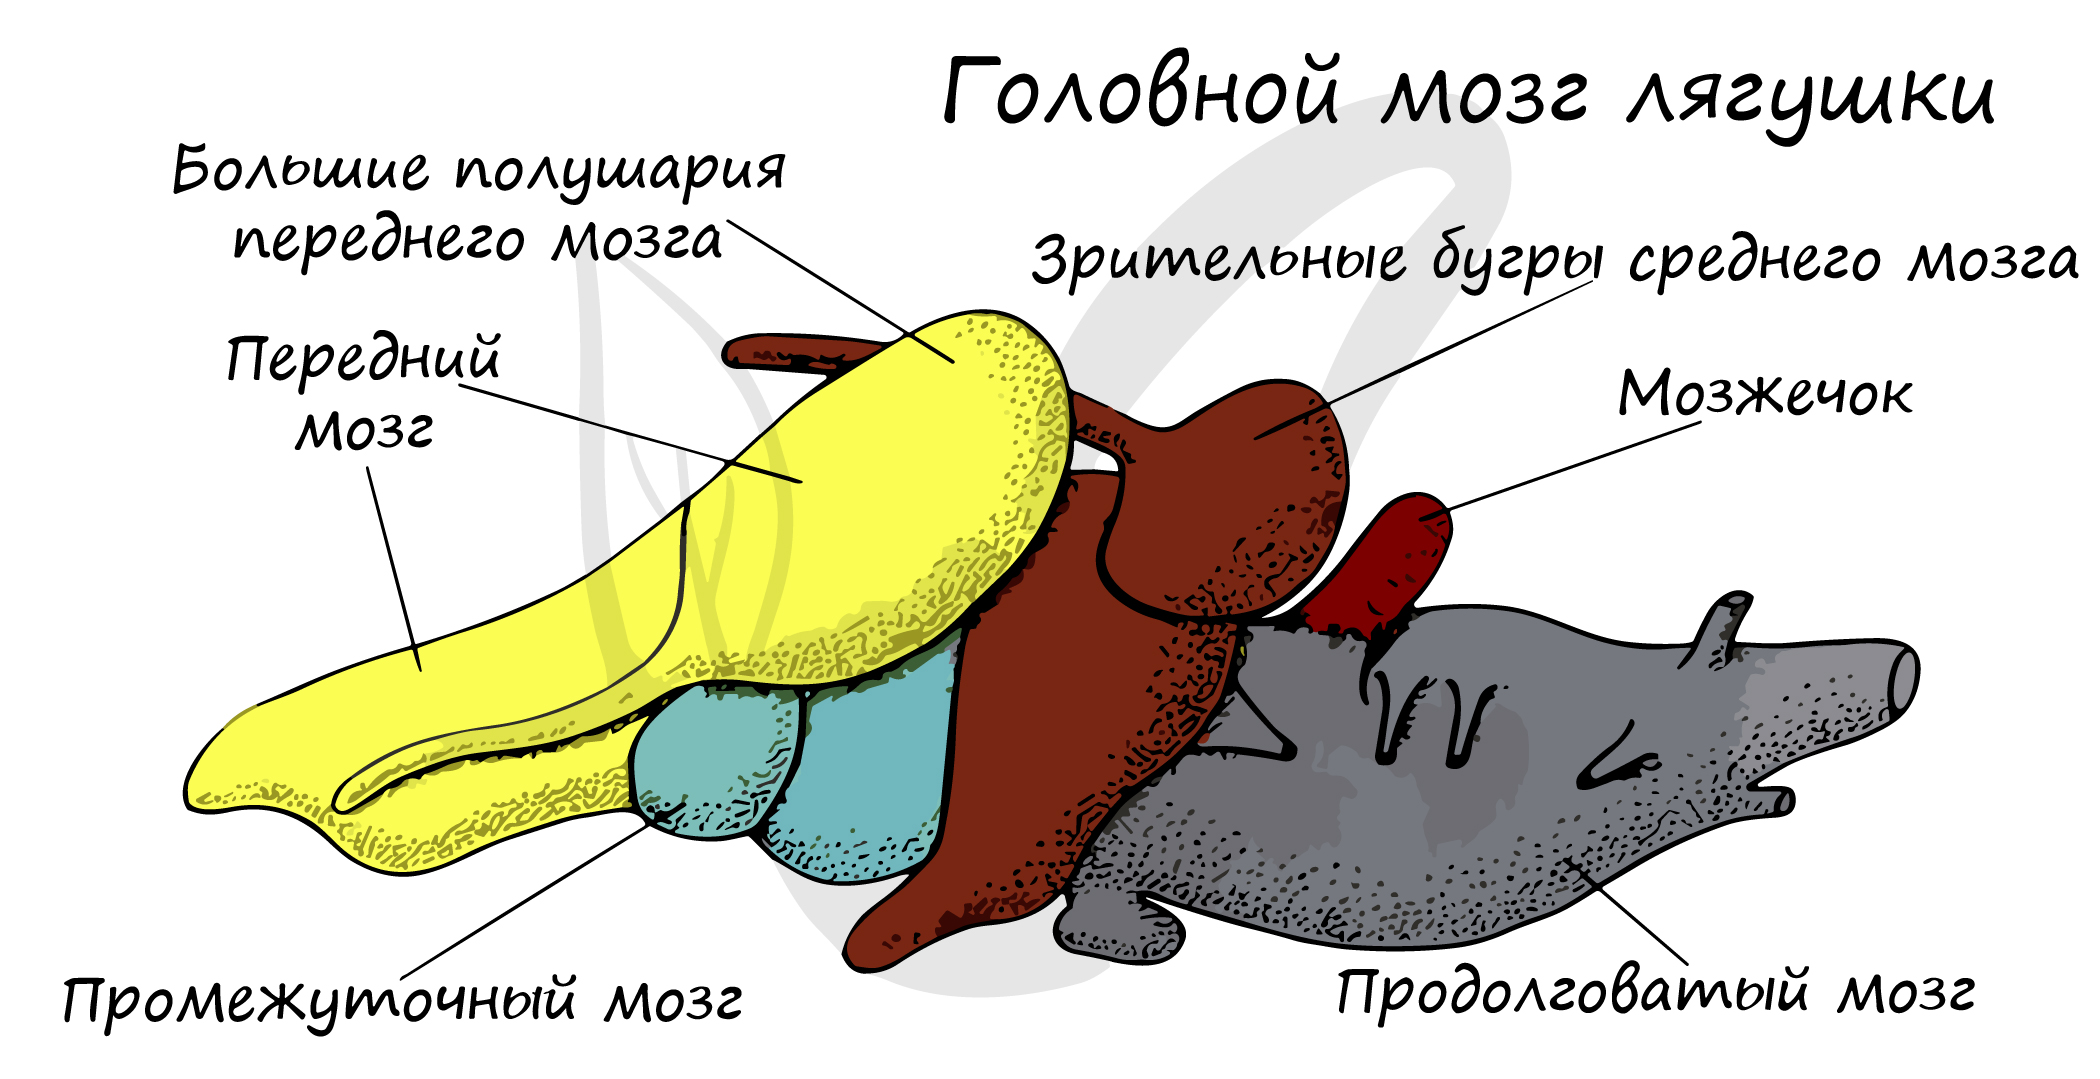 Головной мозг лягушки
Большие полушария
переднего мозга
Зрительные бугры среднего мозга
Передний
мозг
Мозжечок
Промежуточный мозг
Продолговатый мозг